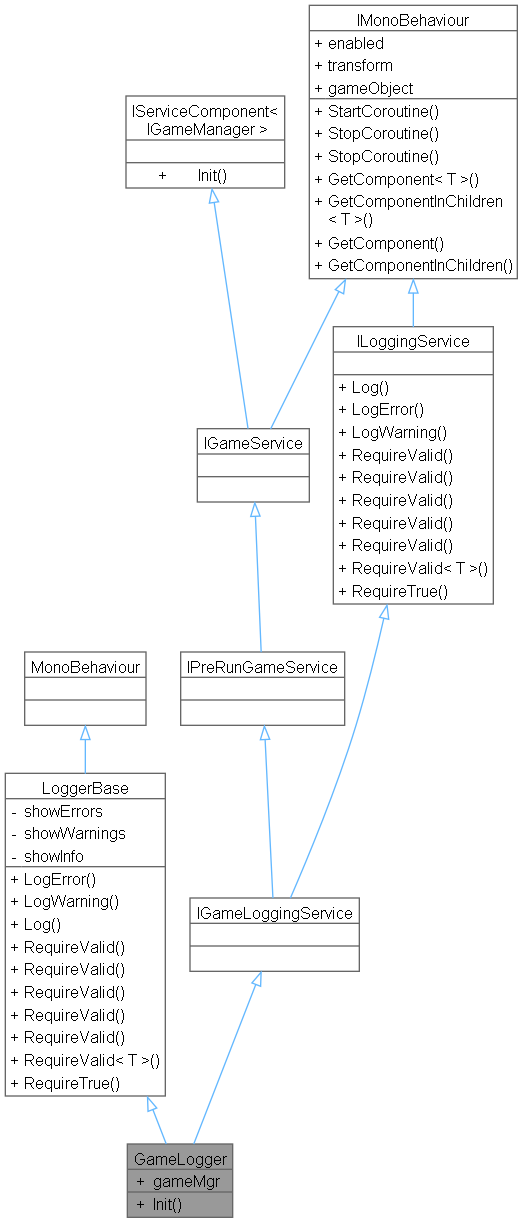 IMonoBehaviour
+ enabled
+ transform
+ gameObject
+ StartCoroutine()
+ StopCoroutine()
+ StopCoroutine()
+ GetComponent< T >()
+ GetComponentInChildren
< T >()
+ GetComponent()
+ GetComponentInChildren()
IServiceComponent<
IGameManager >
+ Init()
ILoggingService
+ Log()
+ LogError()
+ LogWarning()
+ RequireValid()
+ RequireValid()
+ RequireValid()
+ RequireValid()
+ RequireValid()
+ RequireValid< T >()
+ RequireTrue()
IGameService
MonoBehaviour
IPreRunGameService
LoggerBase
- showErrors
- showWarnings
- showInfo
+ LogError()
+ LogWarning()
+ Log()
+ RequireValid()
+ RequireValid()
+ RequireValid()
+ RequireValid()
+ RequireValid()
+ RequireValid< T >()
+ RequireTrue()
IGameLoggingService
GameLogger
+ gameMgr
+ Init()